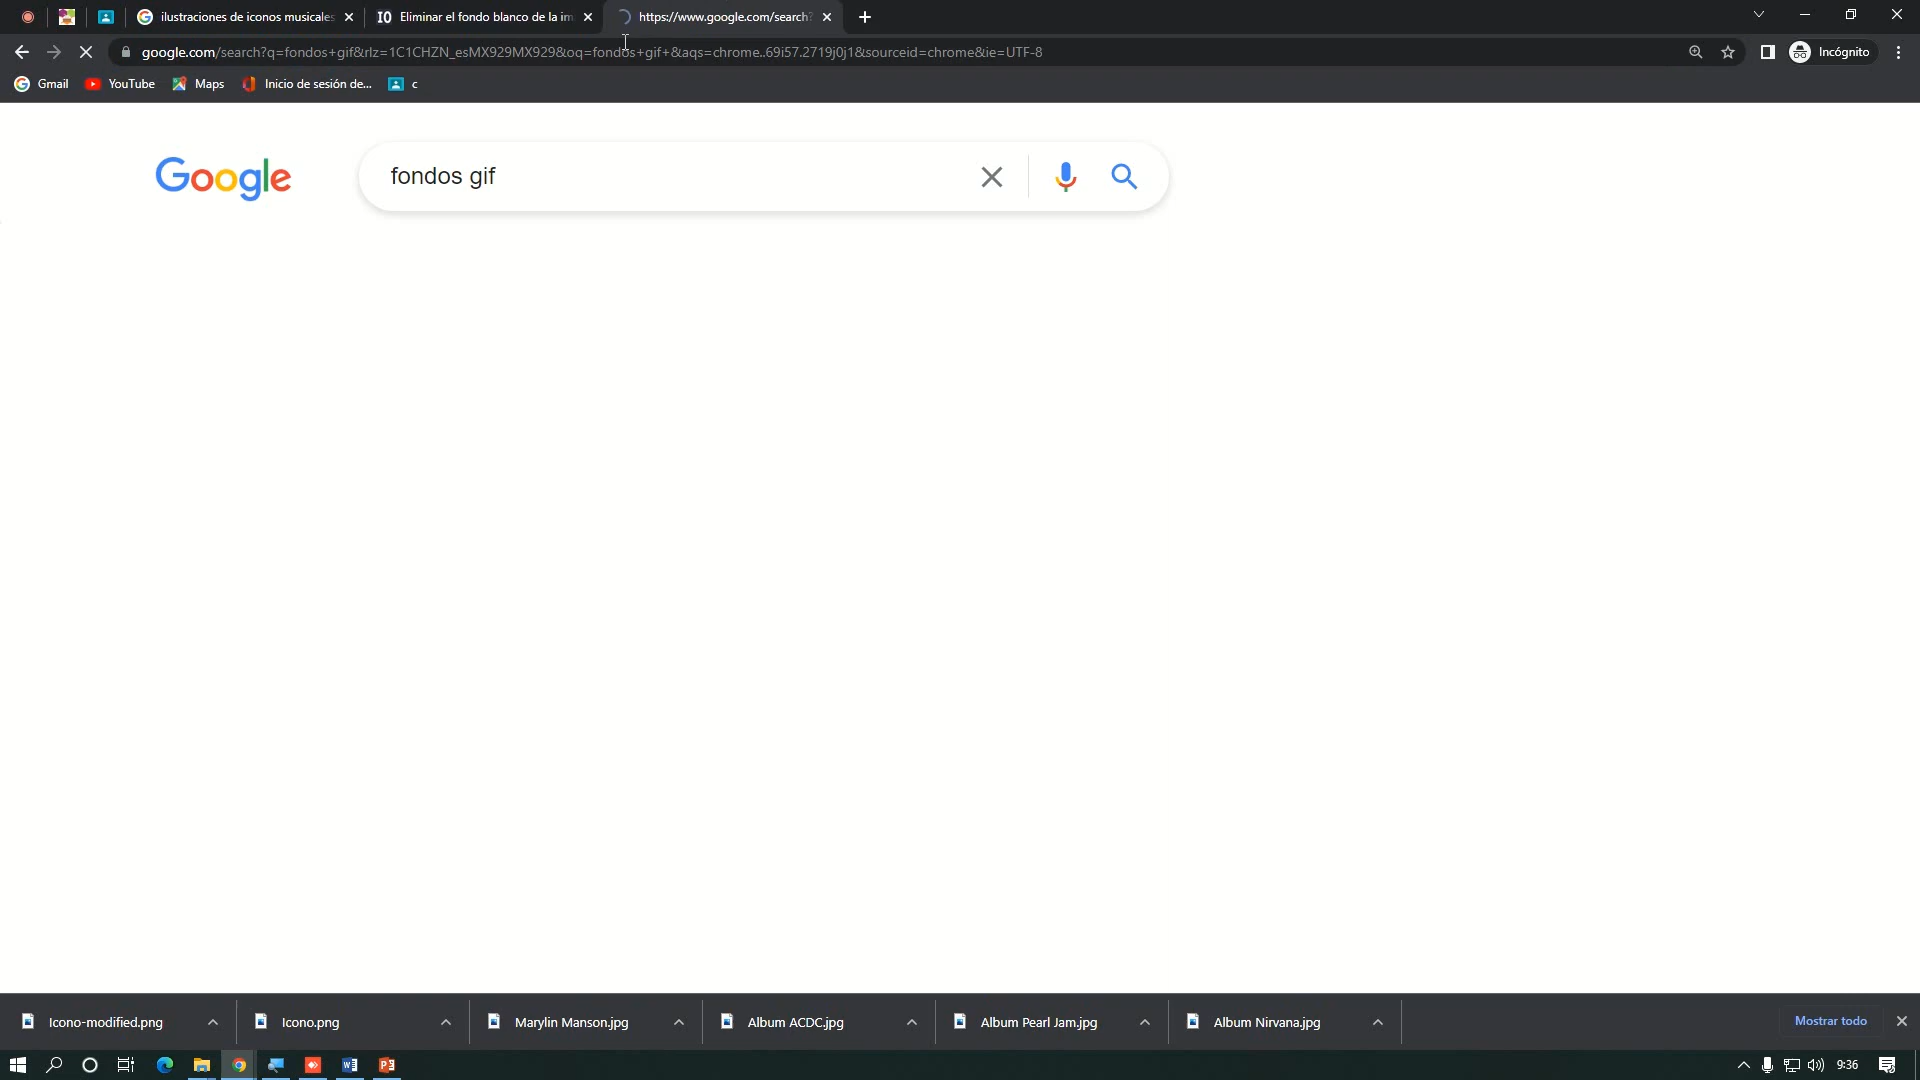 ilustraciones de iconos musicales
Eliminar el fondo blanco de la im
https://www.google.com/search?
google.com/search?q=fondos+gif&rlz=1C1CHZN_esMX929MX929&oq=fondos+gif+&aqs=chrome..69i57.2719j0j1&sourceid=chrome&ie=UTF-8
Incógnito
Gmail
YouTube
Maps
Inicio de sesión de...
c
Google
fondos gif
Icono-modified.png
Icono.png
Marylin Manson.jpg
Album ACDC.jpg
Album Pearl Jam.jpg
Album Nirvana.jpg
Mostrar todo
9:36